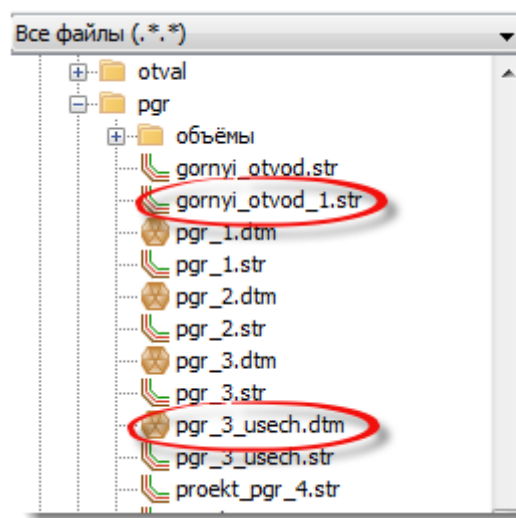 Все файлы (.*.*)
otval
pgr
объёмы
gornyi_otvod.str
gornyi_otvod_1.str
pgr_1.dtm
pgr_1.str
pgr_2.dtm
pgr_2.str
pgr_3.dtm
pgr_3.str
pgr_3_usech.dtm
pgr_3_usech.str
proekt_pgr_4.str